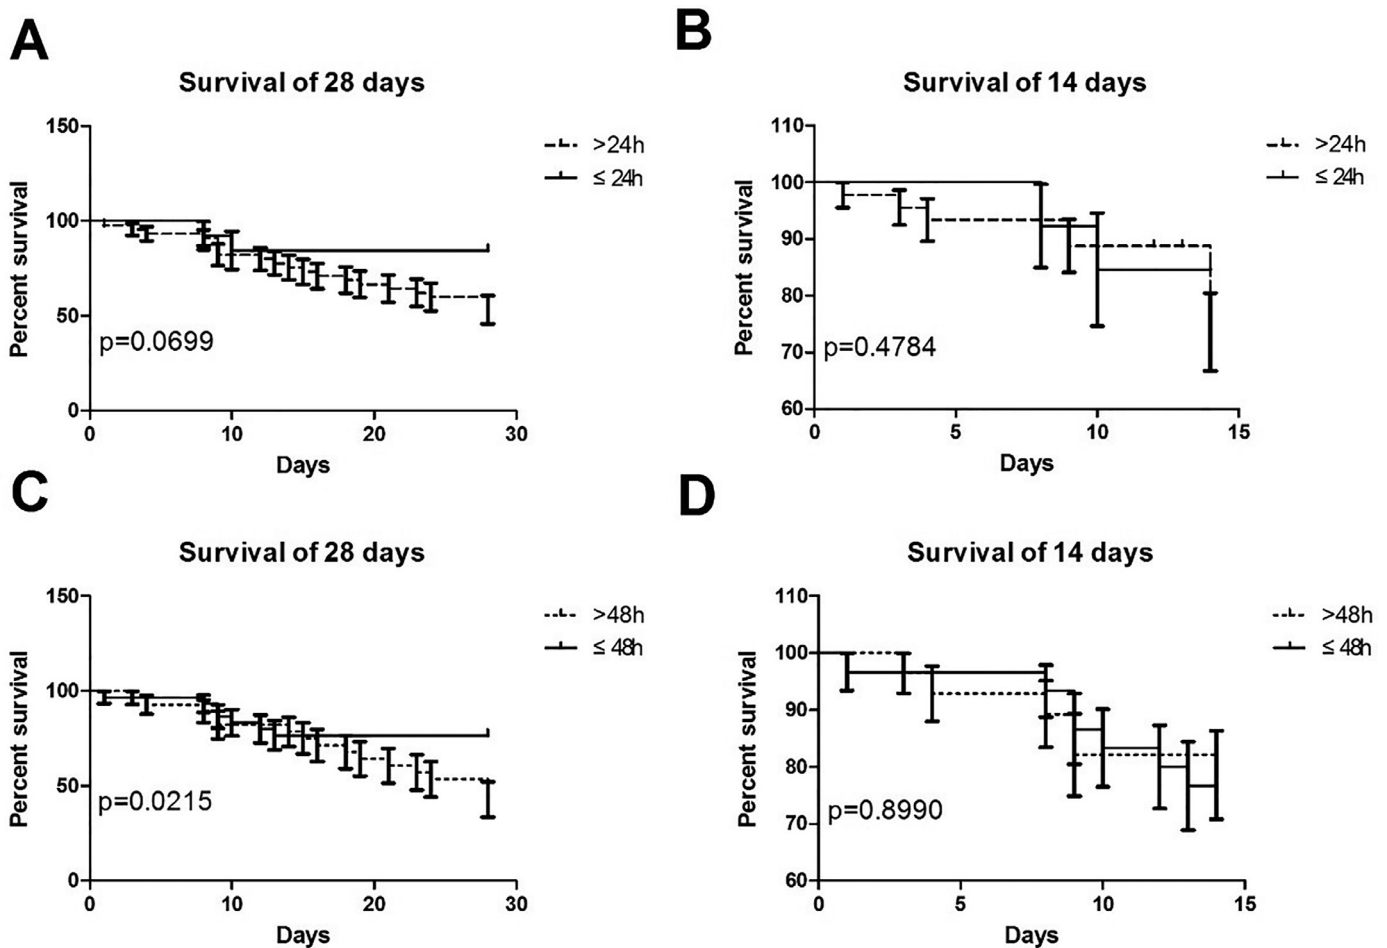 A
Survival of 28 days
150
100
50
0
0
10
20
30
Percent survival
Days
>24h
≤ 24h
p=0.0699
B
Survival of 14 days
110
100
90
80
70
60
0
5
10
15
Percent survival
Days
>24h
≤ 24h
p=0.4784
C
Survival of 28 days
150
100
50
0
0
10
20
30
Percent survival
Days
>48h
≤ 48h
p=0.0215
D
Survival of 14 days
110
100
90
80
70
60
0
5
10
15
Percent survival
Days
>48h
≤ 48h
p=0.8990